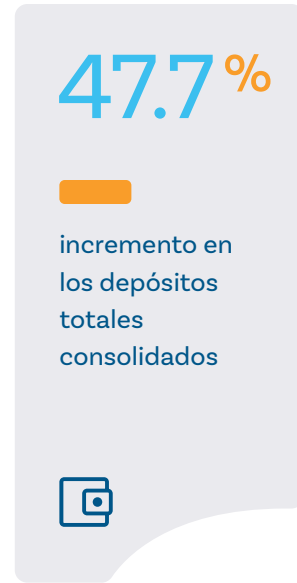 47.7%
incremento en
los depósitos
totales
consolidados